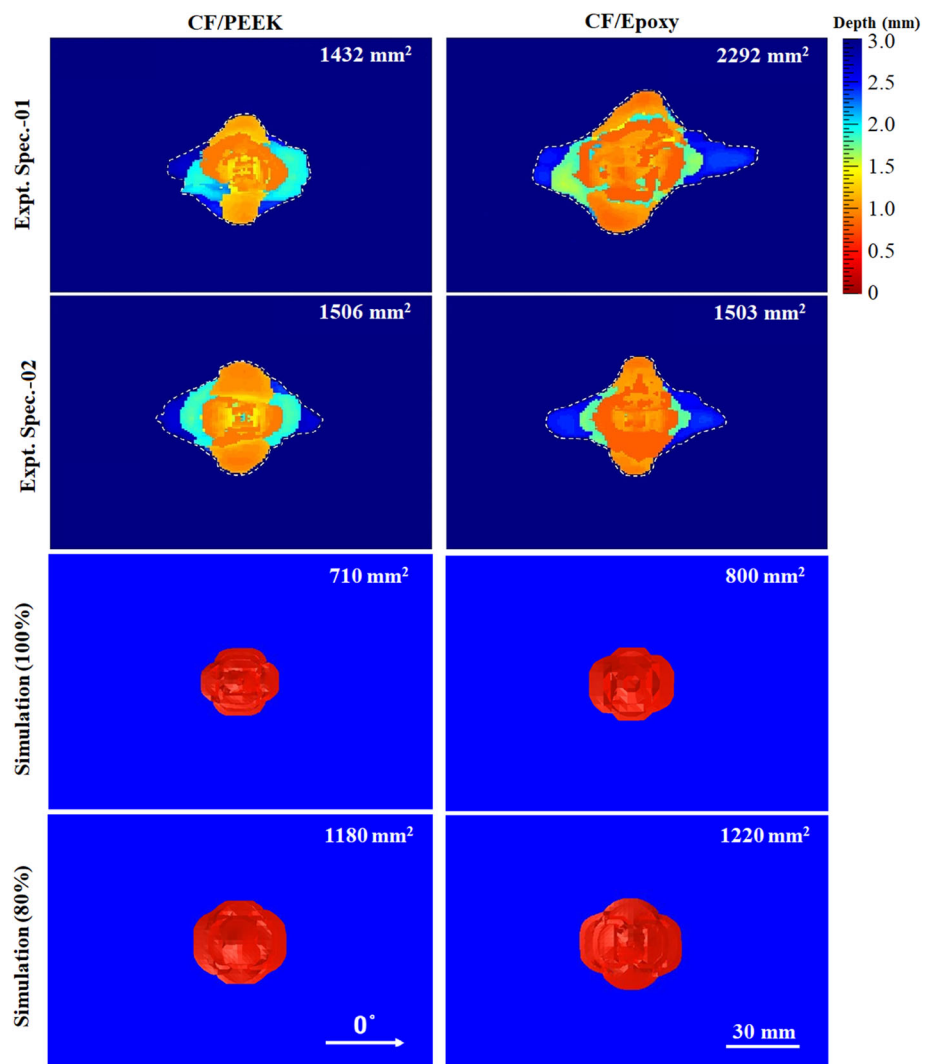 CF/PEEK
CF/Epoxy
Depth (mm)
Expt. Spec.-01
1432 mm²
2292 mm²
3.0
2.5
2.0
1.5
1.0
0.5
0
Expt. Spec.-02
1506 mm²
1503 mm²
Simulation (100%)
710 mm²
800 mm²
Simulation (80%)
1180 mm²
1220 mm²
0°
30 mm